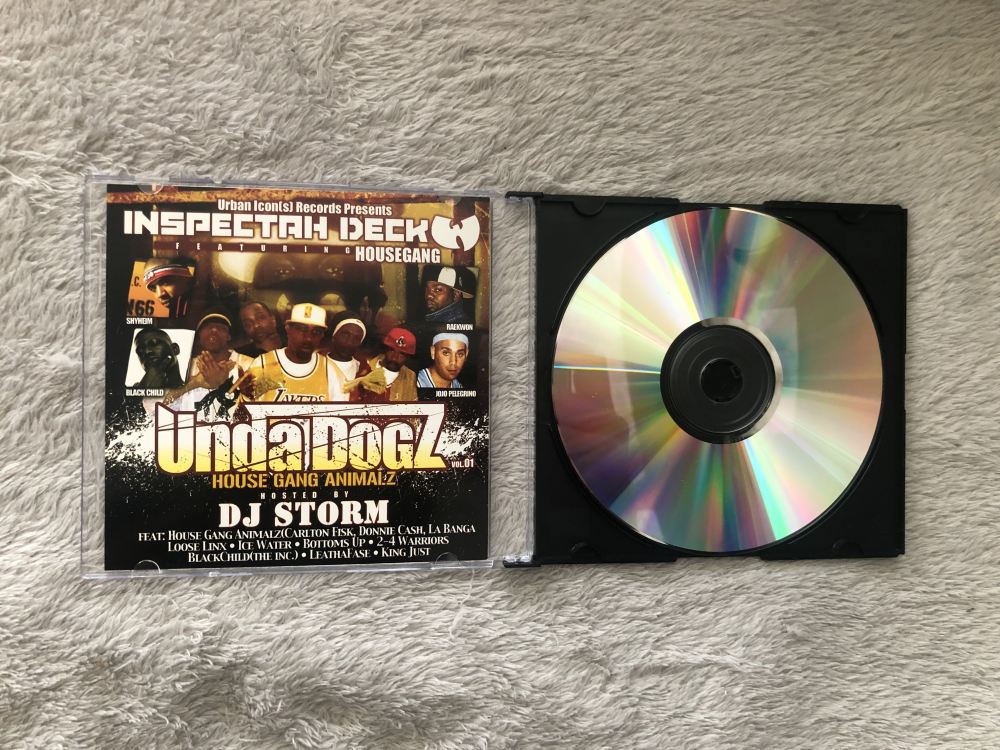 Urban Icon(s) Records Presents
INSPECTAH DECK
FEATURING HOUSEGANG
SHYHEIM
RAEKWON
BLACK CHILD
JOJO PELEGRINO
LAKERS
UndaDogZ
VOL.01
HOUSE GANG ANIMALZ
HOSTED BY
DJ STORM
FEAT: HOUSE GANG ANIMALZ(CARLTON FISK, DONNIE CASH, LA BANGA
LOOSE LINX • ICE WATER • BOTTOMS UP • 2-4 WARRIORS
BLACKCHILD(THE INC.) • LEATHAFASE • KING JUST